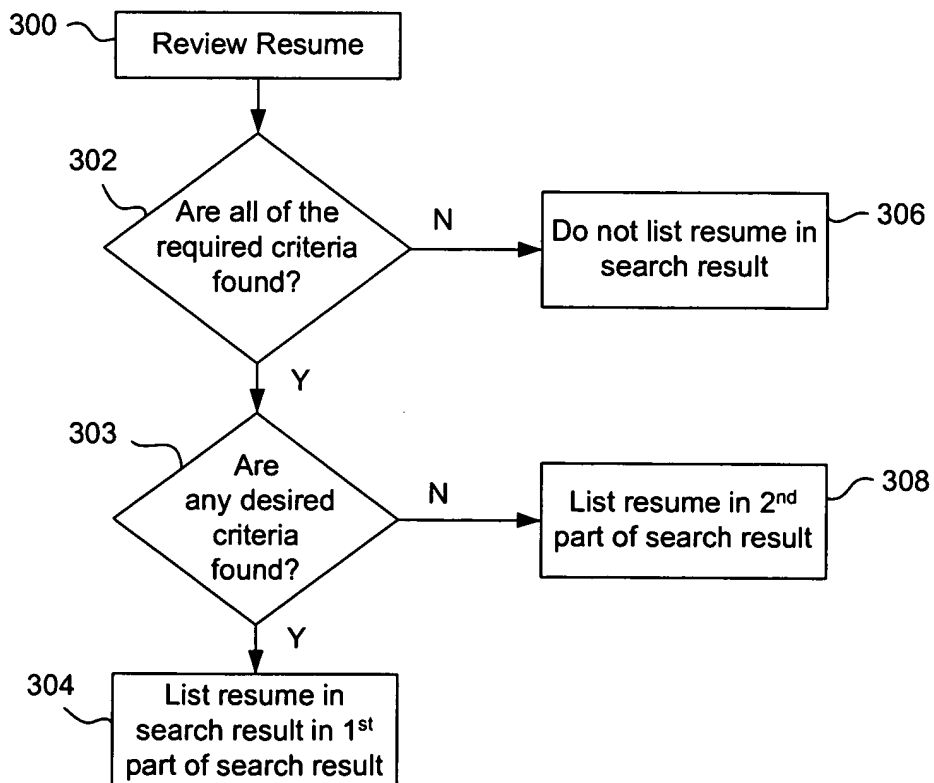 300
Review Resume
302
Are all of the
required criteria
found?
N
Do not list resume in
search result
306
Y
303
Are
any desired
criteria
found?
N
List resume in 2nd
part of search result
308
Y
304
List resume in
search result in 1st
part of search result